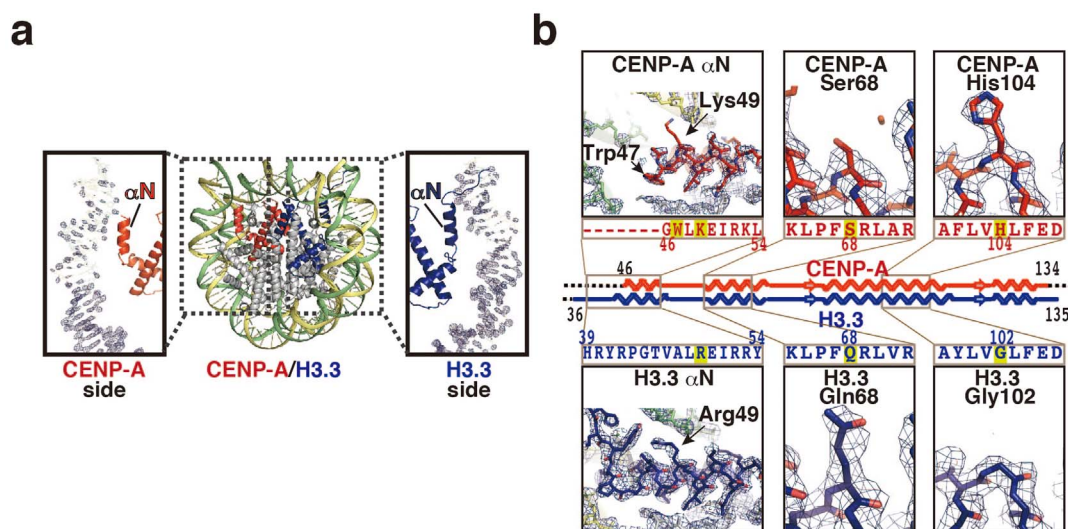 a
αN
αN
CENP-A
side
CENP-A/H3.3
H3.3
side
b
CENP-A αN
Lys49
Trp47
CENP-A
Ser68
CENP-A
His104
------GWLKEIRKL
46 54
KLPFSRLAR
68
AFLVHLFED
104
46 CENP-A 134
36 H3.3 135
39 54
HRYRPGTVALREIRRY
68
KLPFQRLVR
102
AYLVGLFED
H3.3 αN
Arg49
H3.3
Gln68
H3.3
Gly102